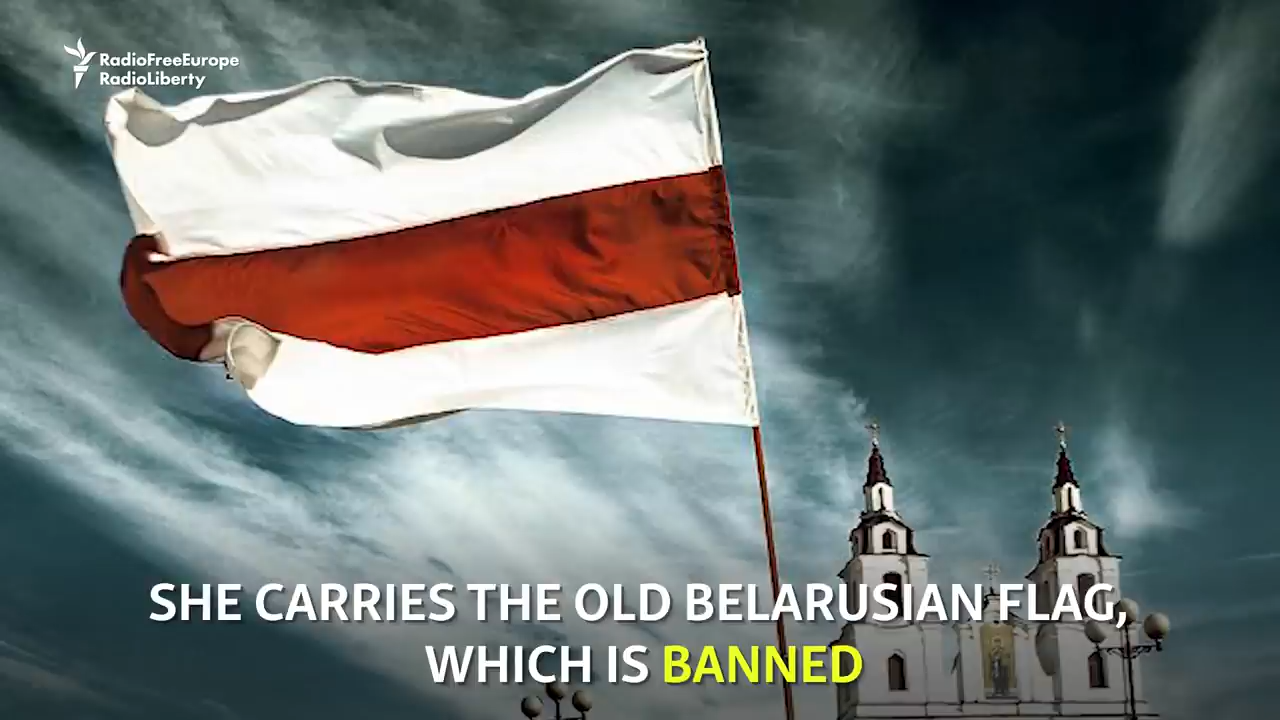 RadioFreeEurope
RadioLiberty
SHE CARRIES THE OLD BELARUSIAN FLAG,
WHICH IS BANNED